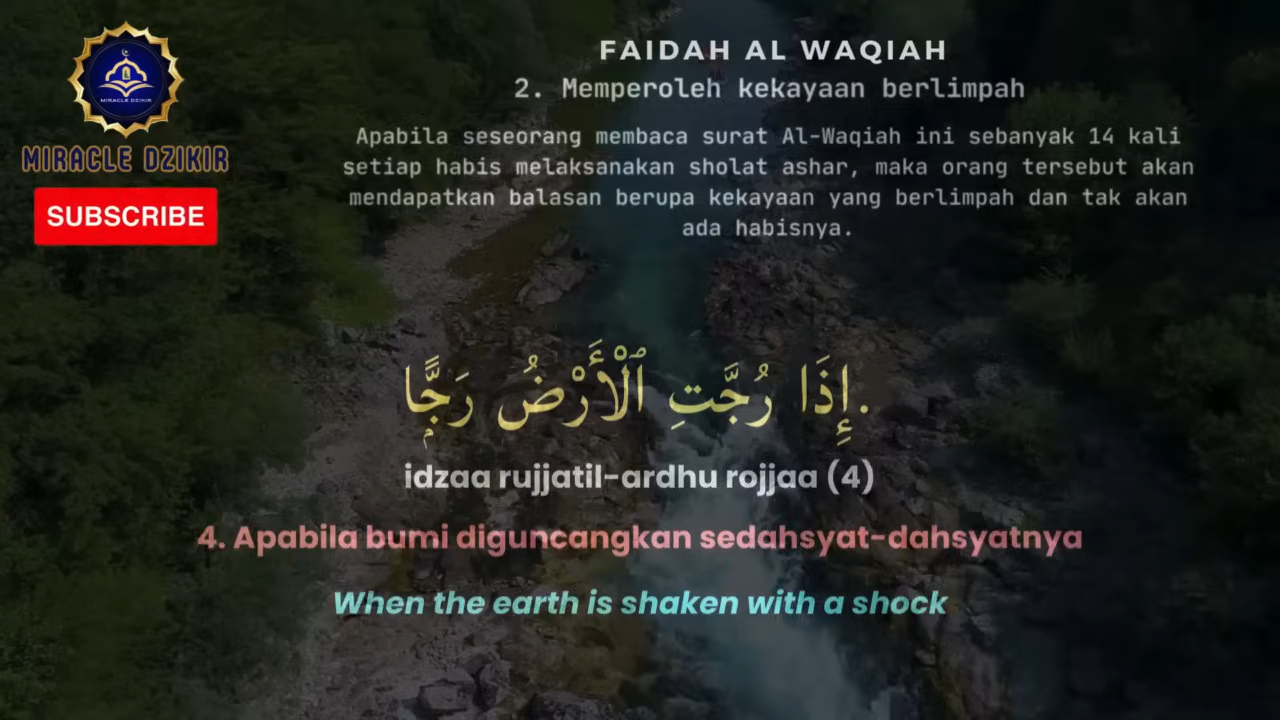 MIRACLE DZIKIR
MIRACLE DZIKIR
SUBSCRIBE
FAIDAH AL WAQIAH
2. Memperoleh kekayaan berlimpah
Apabila seseorang membaca surat Al-Waqiah ini sebanyak 14 kali
setiap habis melaksanakan sholat ashar, maka orang tersebut akan
mendapatkan balasan berupa kekayaan yang berlimpah dan tak akan
ada habisnya.
إِذَا رُجَّتِ ٱلْأَرْضُ رَجًّۭا.
idzaa rujjatil-ardhu rojjaa (4)
4. Apabila bumi diguncangkan sedahsyat-dahsyatnya
When the earth is shaken with a shock